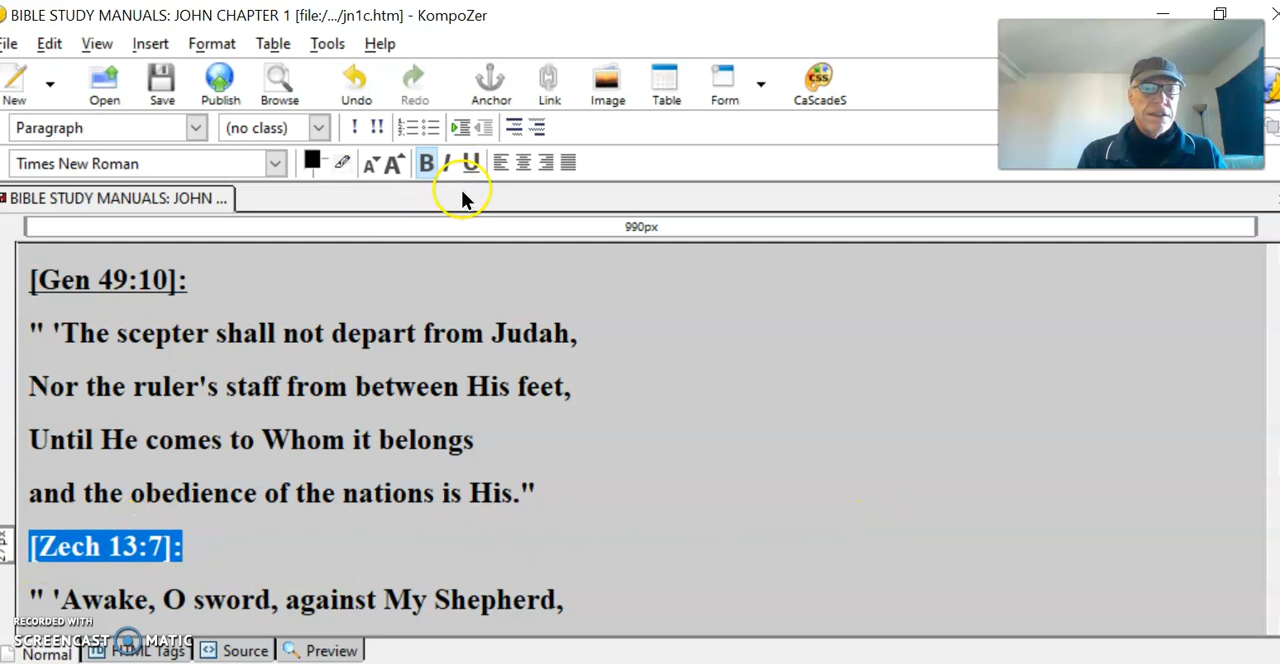 BIBLE STUDY MANUALS: JOHN CHAPTER 1 [file:/.../jn1c.htm] - KompoZer
File Edit View Insert Format Table Tools Help
New Open Save Publish Browse Undo Redo Anchor Link Image Table Form CaScadeS
Paragraph (no class) ! !!
Times New Roman A A B I U
BIBLE STUDY MANUALS: JOHN ...
990px
[Gen 49:10]:
" 'The scepter shall not depart from Judah,
Nor the ruler's staff from between His feet,
Until He comes to Whom it belongs
and the obedience of the nations is His."
[Zech 13:7]:
" 'Awake, O sword, against My Shepherd,
RECORDED WITH
SCREENCAST MATIC
Normal HTML Tags Source Preview